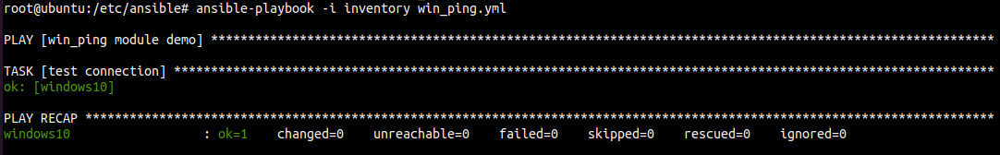 root@ubuntu:/etc/ansible# ansible-playbook -i inventory win_ping.yml
PLAY [win_ping module demo] **********************************************************************************************************
TASK [test connection] ***************************************************************************************************************
ok: [windows10]
PLAY RECAP ***************************************************************************************************************************
windows10                  : ok=1    changed=0    unreachable=0    failed=0    skipped=0    rescued=0    ignored=0